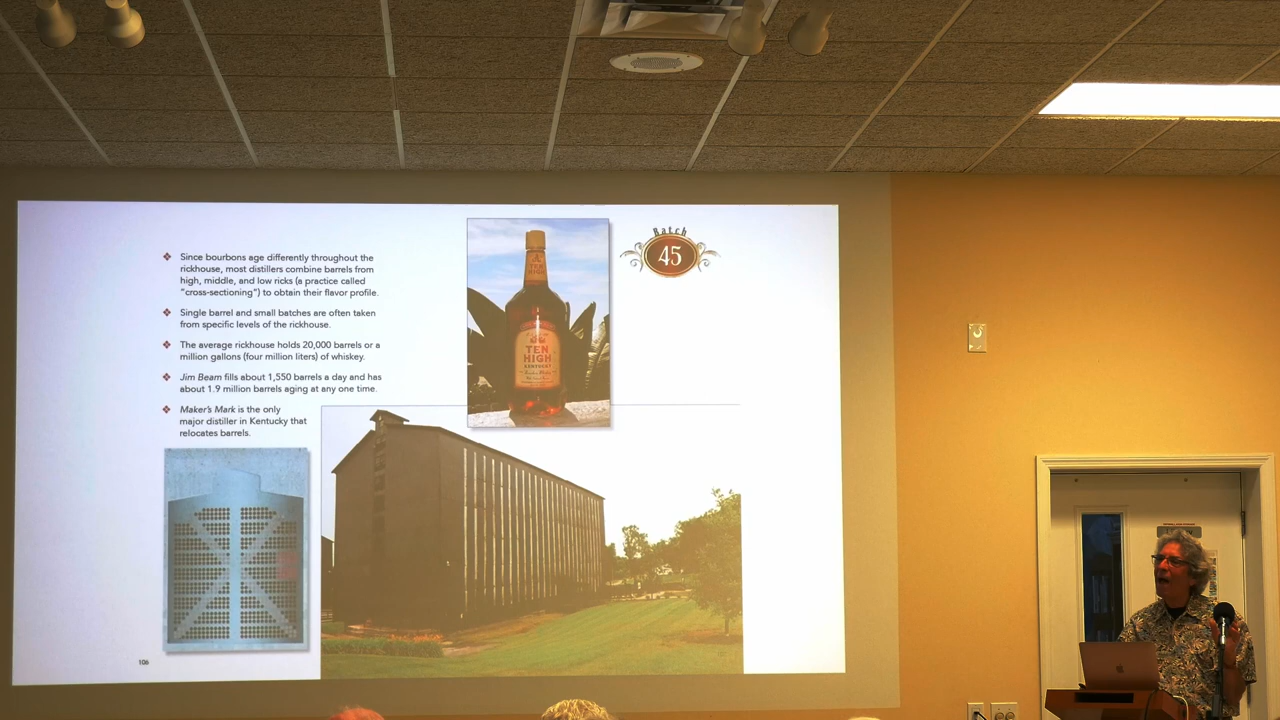 ❖ Since bourbons age differently throughout the
rickhouse, most distillers combine barrels from
high, middle, and low ricks (a practice called
“cross-sectioning”) to obtain their flavor profile.
❖ Single barrel and small batches are often taken
from specific levels of the rickhouse.
❖ The average rickhouse holds 20,000 barrels or a
million gallons (four million liters) of whiskey.
❖ Jim Beam fills about 1,550 barrels a day and has
about 1.9 million barrels aging at any one time.
❖ Maker's Mark is the only
major distiller in Kentucky that
relocates barrels.
106
TEN
HIGH
TEN
HIGH
KENTUCKY
Batch
45